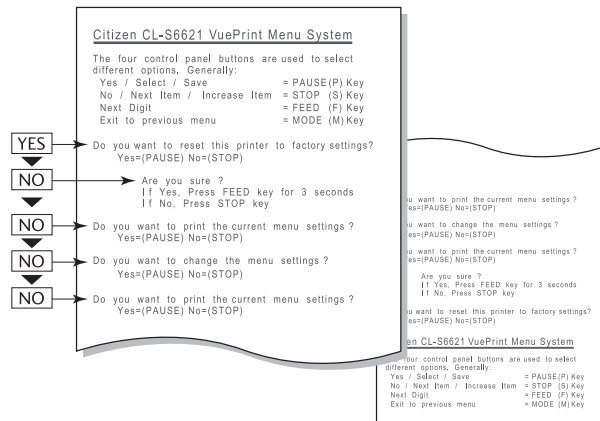 Citizen CL-S6621 VuePrint Menu System
The four control panel buttons are used to select
different options. Generally:
Yes / Select / Save = PAUSE(P) Key
No / Next Item / Increase Item = STOP (S) Key
Next Digit = FEED (F) Key
Exit to previous menu = MODE (M) Key
YES
Do you want to reset this printer to factory settings?
Yes=(PAUSE) No=(STOP)
NO
Are you sure ?
If Yes, Press FEED key for 3 seconds
If No, Press STOP key
NO
Do you want to print the current menu settings ?
Yes=(PAUSE) No=(STOP)
NO
Do you want to change the menu settings ?
Yes=(PAUSE) No=(STOP)
NO
Do you want to print the current menu settings ?
Yes=(PAUSE) No=(STOP)
want to print the current menu settings ?
es=(PAUSE) No=(STOP)
want to change the menu settings ?
es=(PAUSE) No=(STOP)
want to print the current menu settings ?
es=(PAUSE) No=(STOP)
Are you sure ?
If Yes, Press FEED key for 3 seconds
If No, Press STOP key
want to reset this printer to factory settings?
es=(PAUSE) No=(STOP)
en CL-S6621 VuePrint Menu System
four control panel buttons are used to select
different options. Generally:
Yes / Select / Save = PAUSE(P) Key
No / Next Item / Increase Item = STOP (S) Key
Next Digit = FEED (F) Key
Exit to previous menu = MODE (M) Key